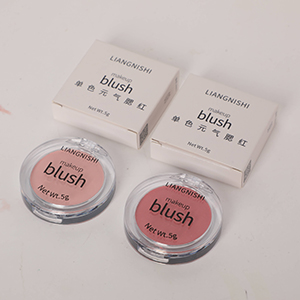 LIANGNISHI
makeup
blush
单色元气腮红
Net Wt.5g
LIANGNISHI
makeup
blush
单色元气腮红
Net Wt.5g
LIANGNISHI
makeup
blush
Net Wt. 5g
LIANGNISHI
makeup
blush
Net Wt. 5g